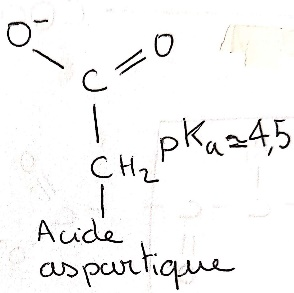 O⁻ O
C
CH₂ pKa≃4,5
Acide
aspartique